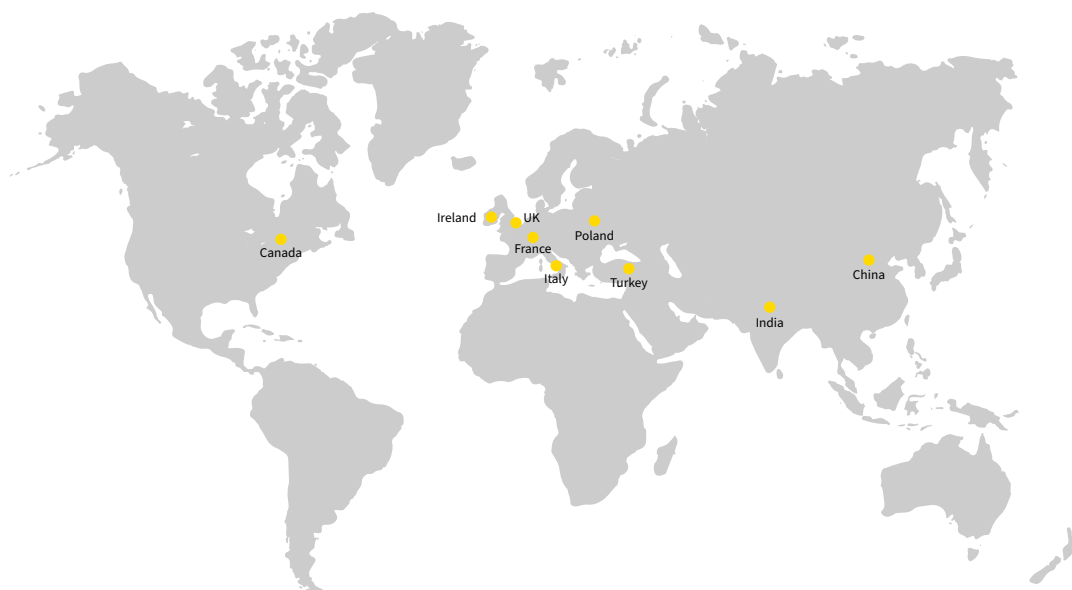 Ireland
UK
Poland
Canada
France
Italy
Turkey
China
India